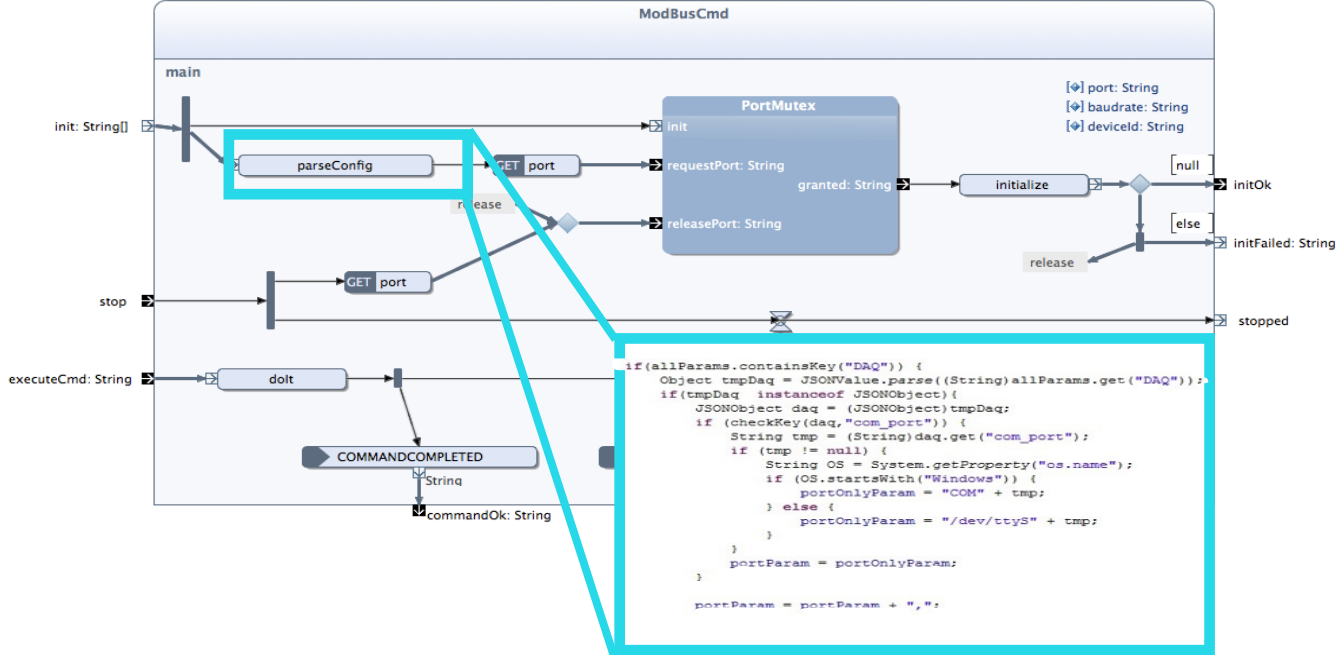 ModBusCmd
main
[�] port: String
[�] baudrate: String
[�] deviceId: String
init: String[]
PortMutex
init
parseConfig
GET port
requestPort: String
granted: String
initialize
[null]
initOk
release
releasePort: String
[else]
initFailed: String
release
GET port
stop
stopped
executeCmd: String
doIt
COMMANDCOMPLETED
String
commandOk: String
if(allParams.containsKey("DAQ")) {
Object tmpDaq = JSONValue.parse((String)allParams.get("DAQ"));
if(tmpDaq instanceof JSONObject){
JSONObject daq = (JSONObject)tmpDaq;
if (checkKey(daq,"com_port")) {
String tmp = (String)daq.get("com_port");
if (tmp != null) {
String OS = System.getProperty("os.name");
if (OS.startsWith("Windows")) {
portOnlyParam = "COM" + tmp;
} else {
portOnlyParam = "/dev/ttyS" + tmp;
}
}
portParam = portOnlyParam;
}
portParam = portParam + ",";